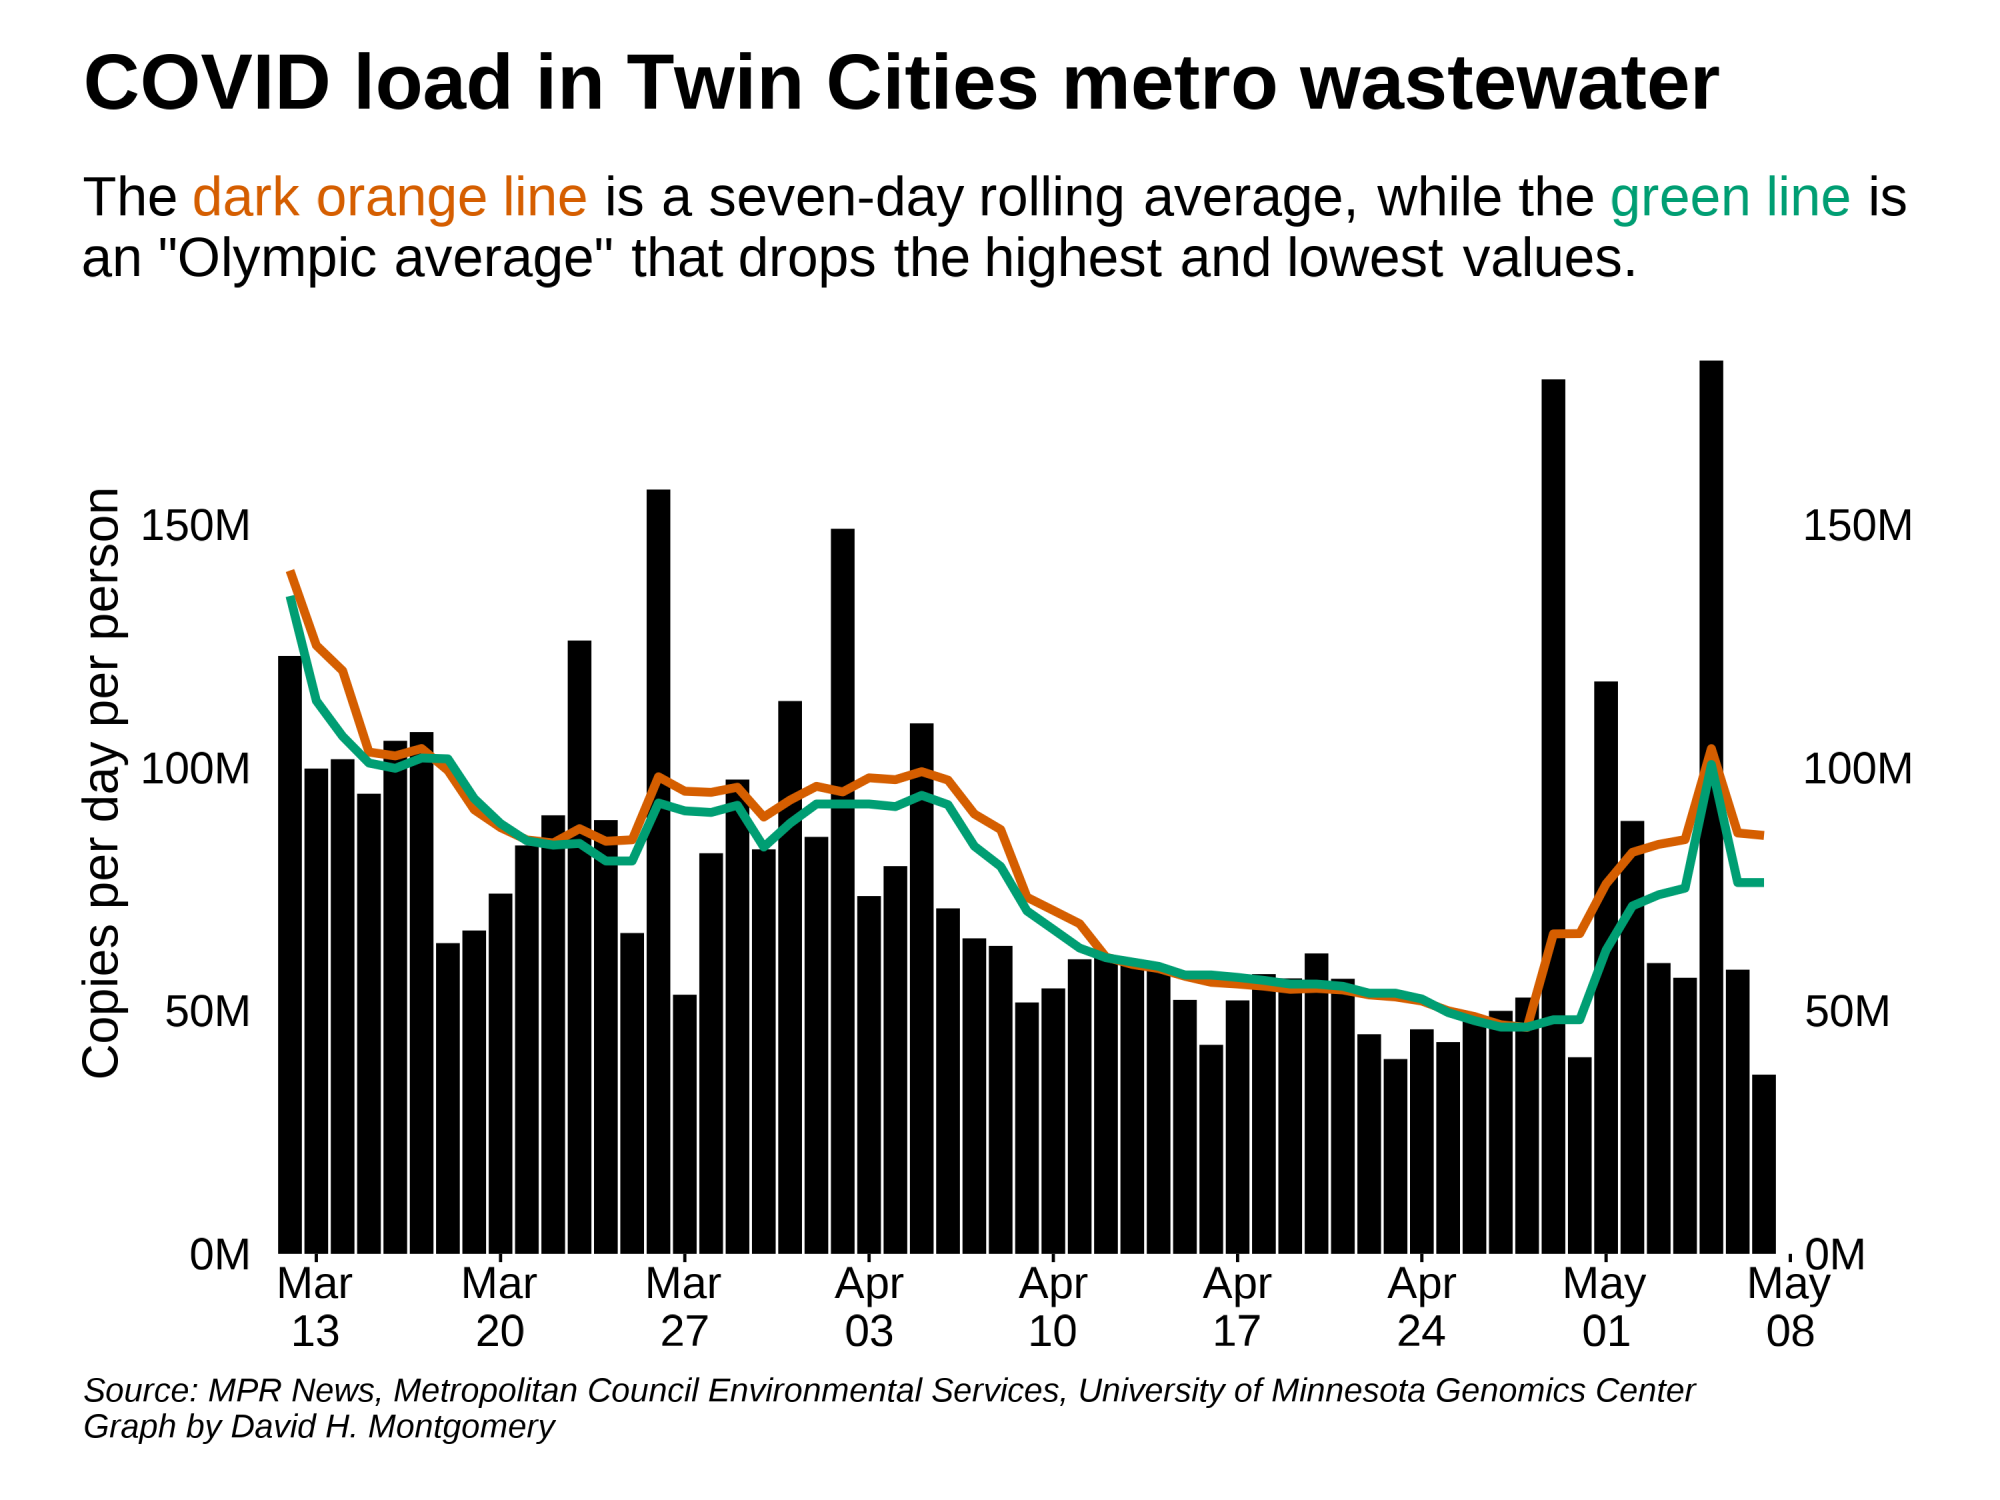 COVID load in Twin Cities metro wastewater
The dark orange line is a seven-day rolling average, while the green line is
an "Olympic average" that drops the highest and lowest values.
Copies per day per person
150M
100M
50M
0M
150M
100M
50M
0M
Mar
13
Mar
20
Mar
27
Apr
03
Apr
10
Apr
17
Apr
24
May
01
May
08
Source: MPR News, Metropolitan Council Environmental Services, University of Minnesota Genomics Center
Graph by David H. Montgomery